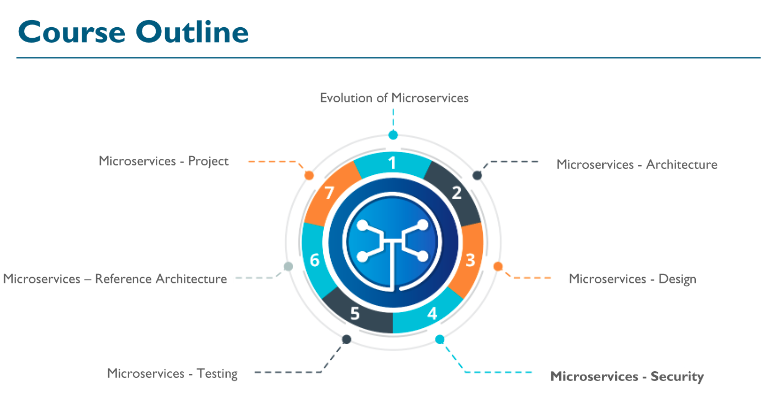 Course Outline
Evolution of Microservices
Microservices - Project
Microservices - Architecture
1
7
2
6
3
Microservices – Reference Architecture
Microservices - Design
5
4
Microservices - Testing
Microservices - Security